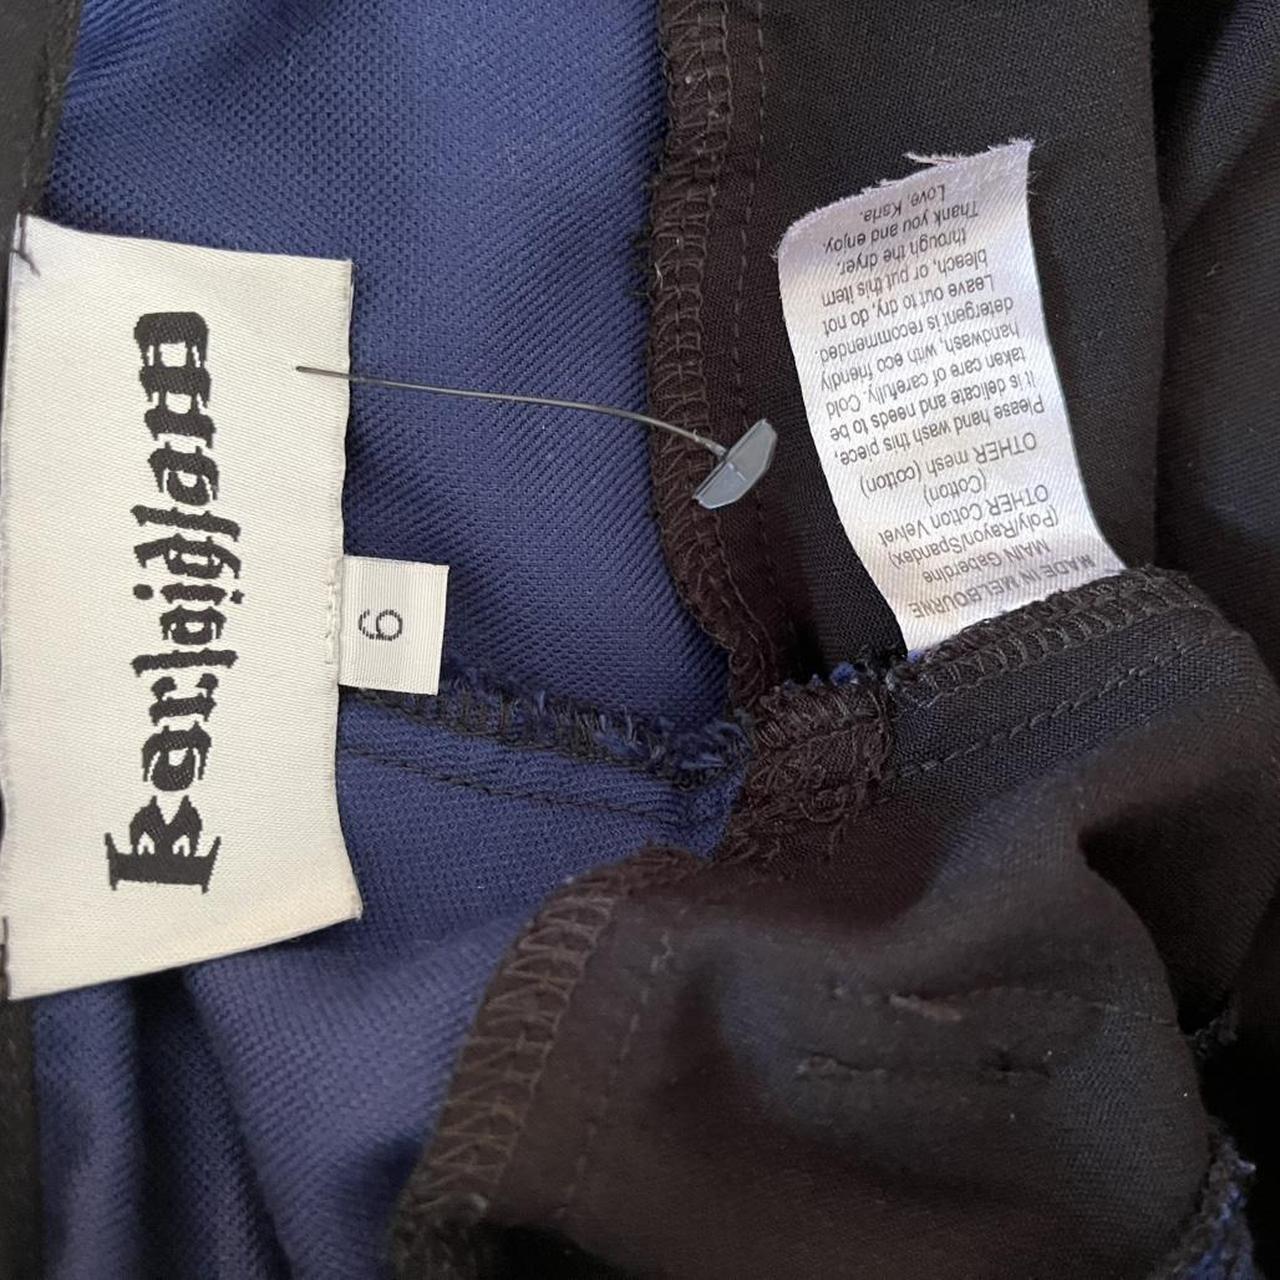 Karlaidlaw
6
MADE IN MELBOURNE
MAIN Gaberdine
(Poly/Rayon/Spandex)
OTHER Cotton Velvet
(Cotton)
OTHER mesh (cotton)
Please hand wash this piece,
it is delicate and needs to be
taken care of carefully. Cold
handwash, with eco friendly
detergent is recommended.
Leave out to dry, do not
bleach, or put this item
through the dryer.
Thank you and enjoy.
Love, Karla.